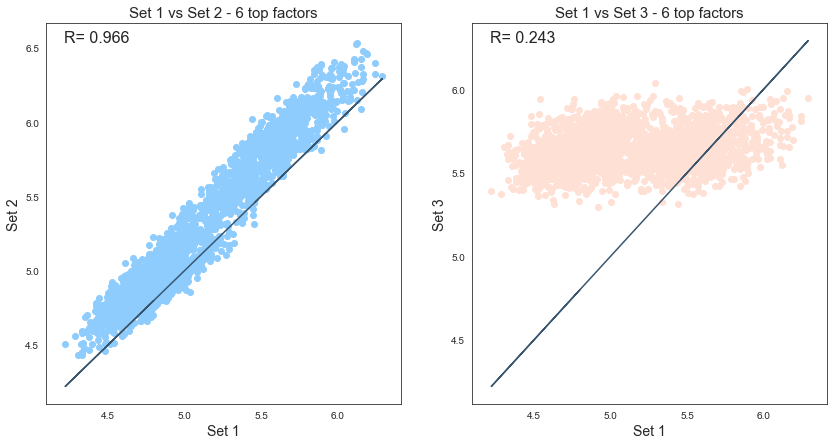 Set 1 vs Set 2 - 6 top factors
R= 0.966
6.5
6.0
5.5
5.0
4.5
Set 2
4.5
5.0
5.5
6.0
Set 1
Set 1 vs Set 3 - 6 top factors
R= 0.243
6.0
5.5
5.0
4.5
Set 3
4.5
5.0
5.5
6.0
Set 1